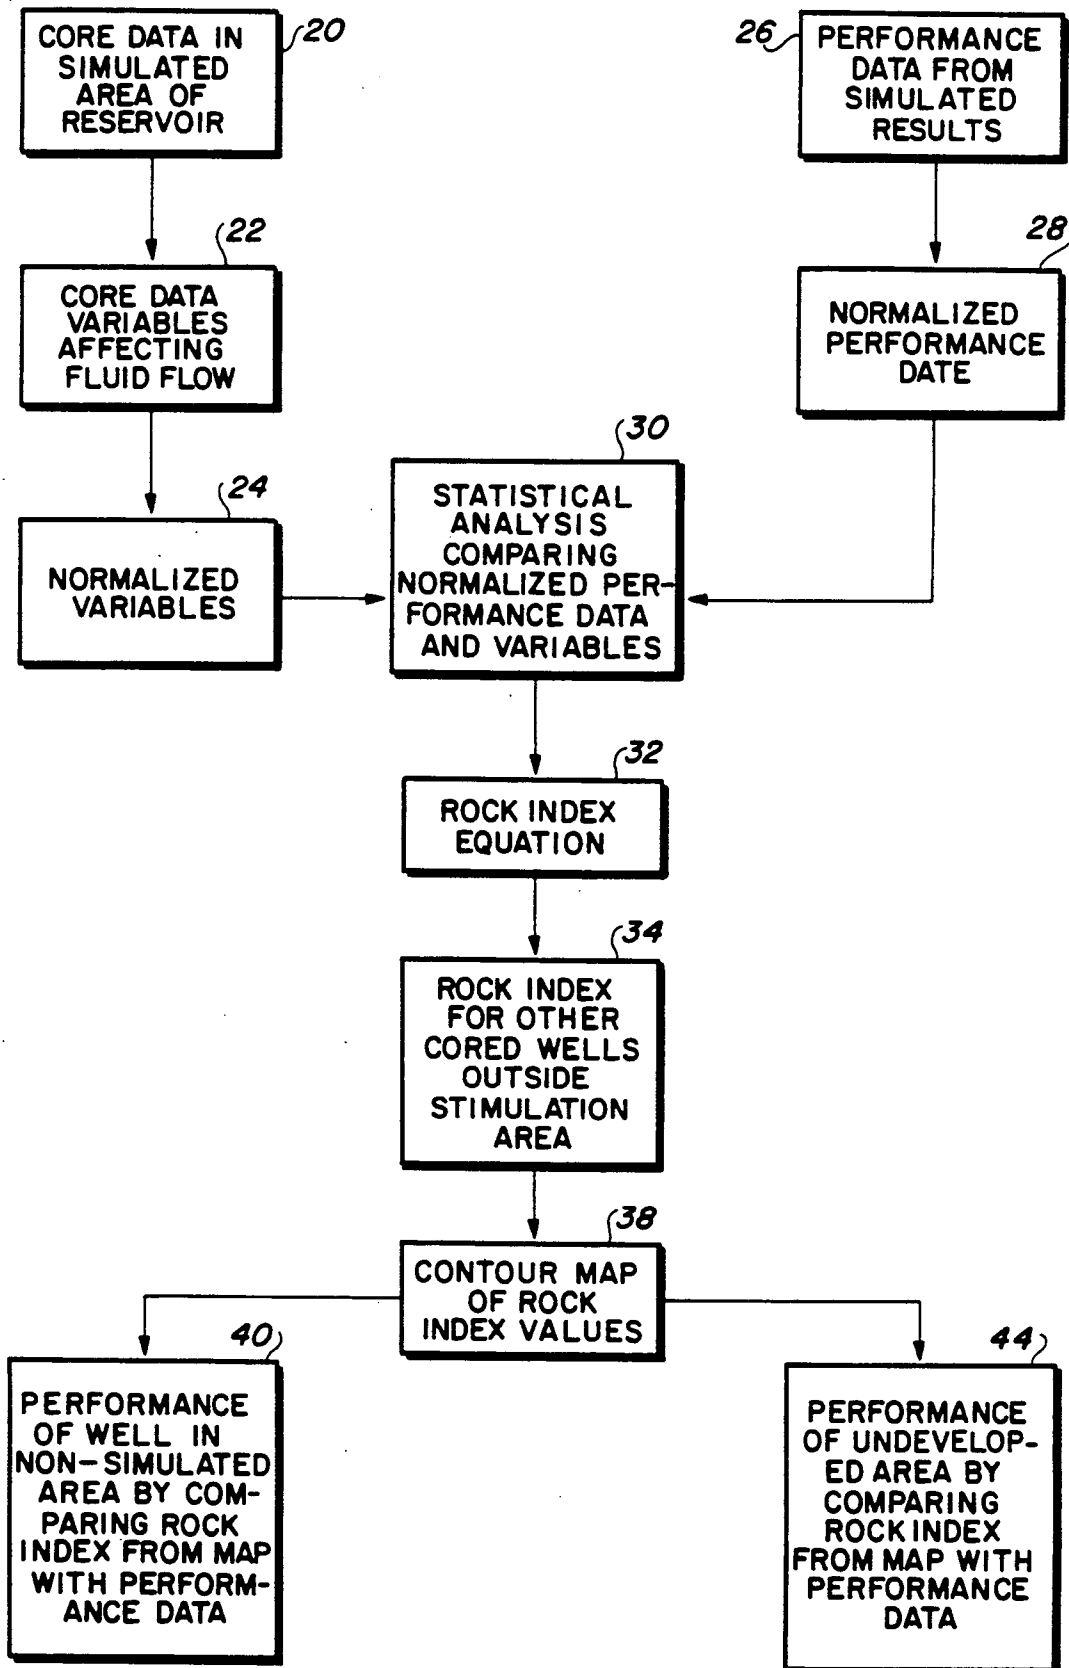 CORE DATA IN
SIMULATED
AREA OF
RESERVOIR
20
26
PERFORMANCE
DATA FROM
SIMULATED
RESULTS
22
CORE DATA
VARIABLES
AFFECTING
FLUID FLOW
28
NORMALIZED
PERFORMANCE
DATE
24
NORMALIZED
VARIABLES
30
STATISTICAL
ANALYSIS
COMPARING
NORMALIZED PER-
FORMANCE DATA
AND VARIABLES
32
ROCK INDEX
EQUATION
34
ROCK INDEX
FOR OTHER
CORED WELLS
OUTSIDE
STIMULATION
AREA
38
CONTOUR MAP
OF ROCK
INDEX VALUES
40
PERFORMANCE
OF WELL IN
NON-SIMULATED
AREA BY COM-
PARING ROCK
INDEX FROM MAP
WITH PERFORM-
ANCE DATA
44
PERFORMANCE
OF UNDEVELOP-
ED AREA BY
COMPARING
ROCK INDEX
FROM MAP WITH
PERFORMANCE
DATA